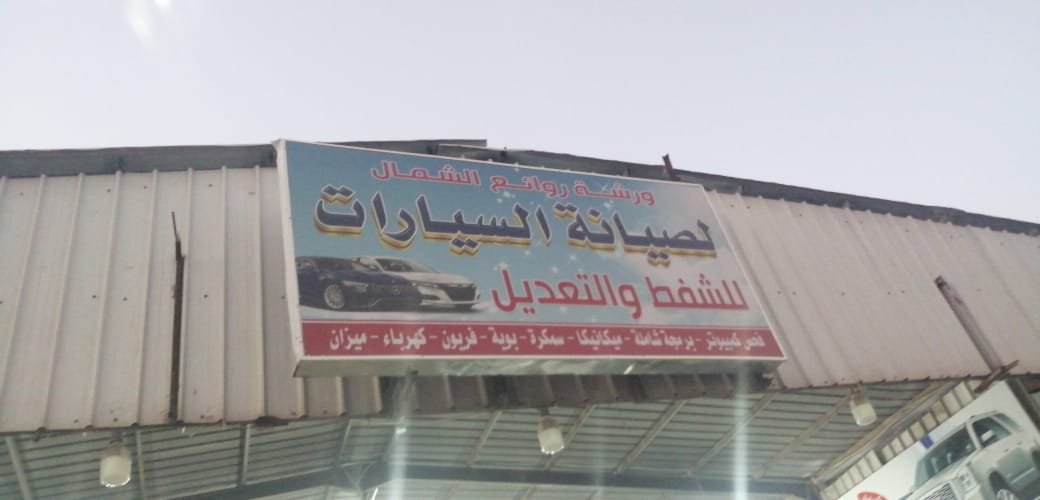 ورشة روائع الشمال
لصيانة السيارات
للشفط والتعديل
فحص كمبيوتر - برمجة شاملة - ميكانيكا - سمكرة - بوية - فريون - كهرباء - ميزان